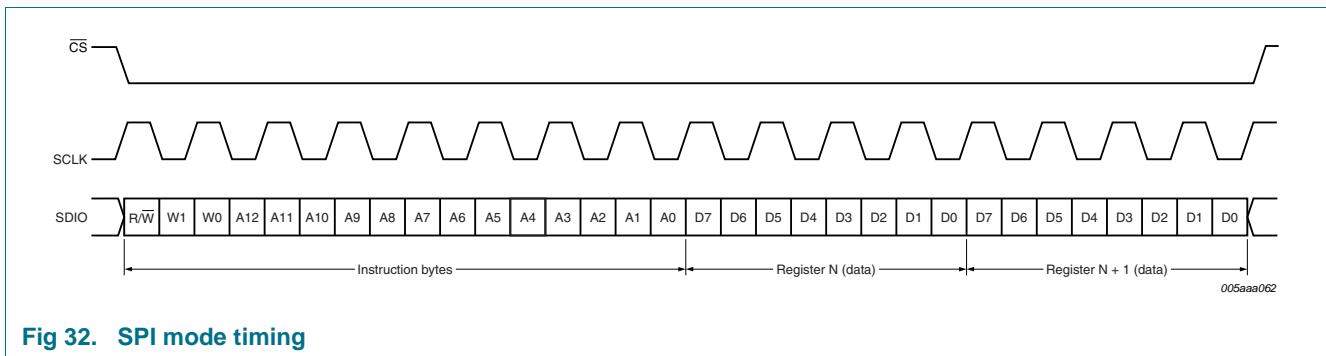 CS
SCLK
SDIO R/W W1 W0 A12 A11 A10 A9 A8 A7 A6 A5 A4 A3 A2 A1 A0 D7 D6 D5 D4 D3 D2 D1 D0 D7 D6 D5 D4 D3 D2 D1 D0
Instruction bytes Register N (data) Register N + 1 (data)
005aaa062
Fig 32. SPI mode timing